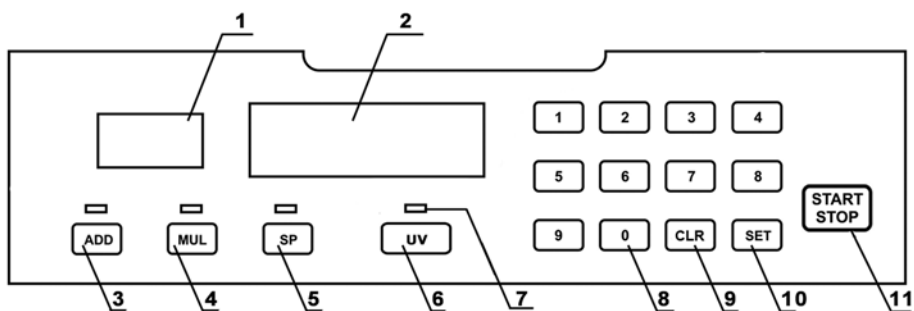 1 2
1 2 3 4
5 6 7 8
START
STOP
ADD MUL SP UV 9 0 CLR SET
3 4 5 6 7 8 9 10 11